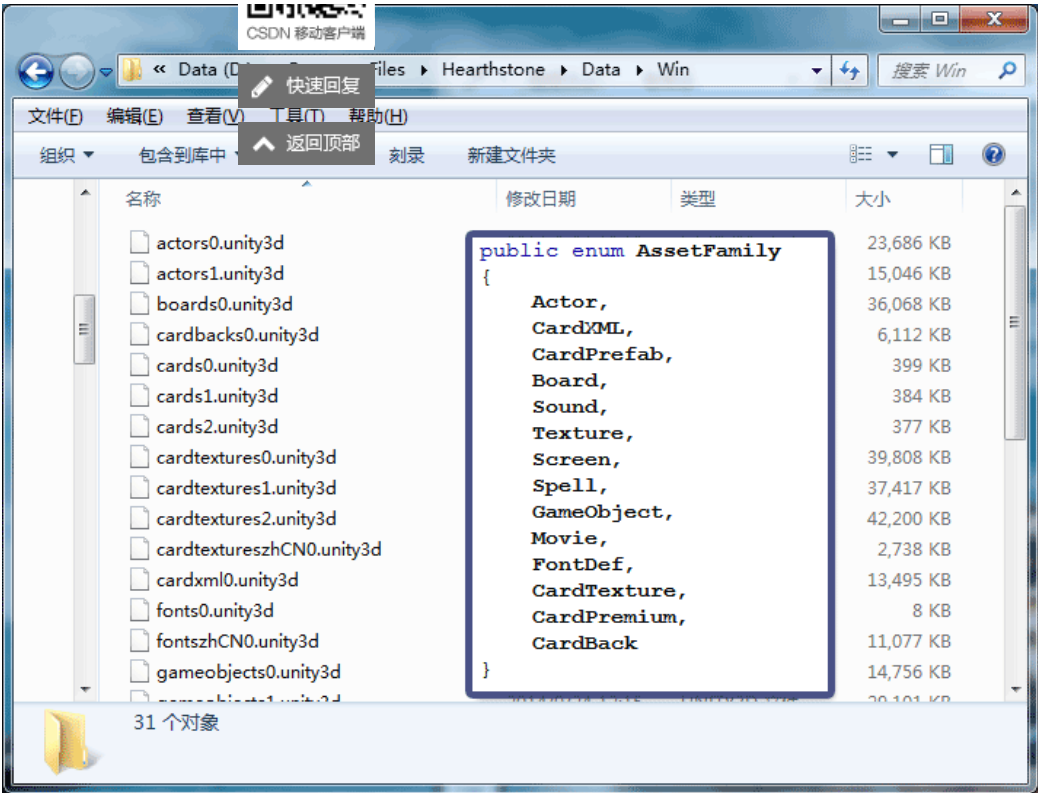 CSDN 移动客户端
« Data (D Files Hearthstone Data Win
搜索 Win
快速回复
文件(F) 编辑(E) 查看(V) 工具(T) 帮助(H)
返回顶部
组织 包含到库中 刻录 新建文件夹
名称 修改日期 类型 大小
actors0.unity3d 23,686 KB
actors1.unity3d 15,046 KB
boards0.unity3d 36,068 KB
cardbacks0.unity3d 6,112 KB
cards0.unity3d 399 KB
cards1.unity3d 384 KB
cards2.unity3d 377 KB
cardtextures0.unity3d 39,808 KB
cardtextures1.unity3d 37,417 KB
cardtextures2.unity3d 42,200 KB
cardtextureszhCN0.unity3d 2,738 KB
cardxml0.unity3d 13,495 KB
fonts0.unity3d 8 KB
fontszhCN0.unity3d 11,077 KB
gameobjects0.unity3d 14,756 KB
public enum AssetFamily
{
Actor,
CardXML,
CardPrefab,
Board,
Sound,
Texture,
Screen,
Spell,
GameObject,
Movie,
FontDef,
CardTexture,
CardPremium,
CardBack
}
31 个对象